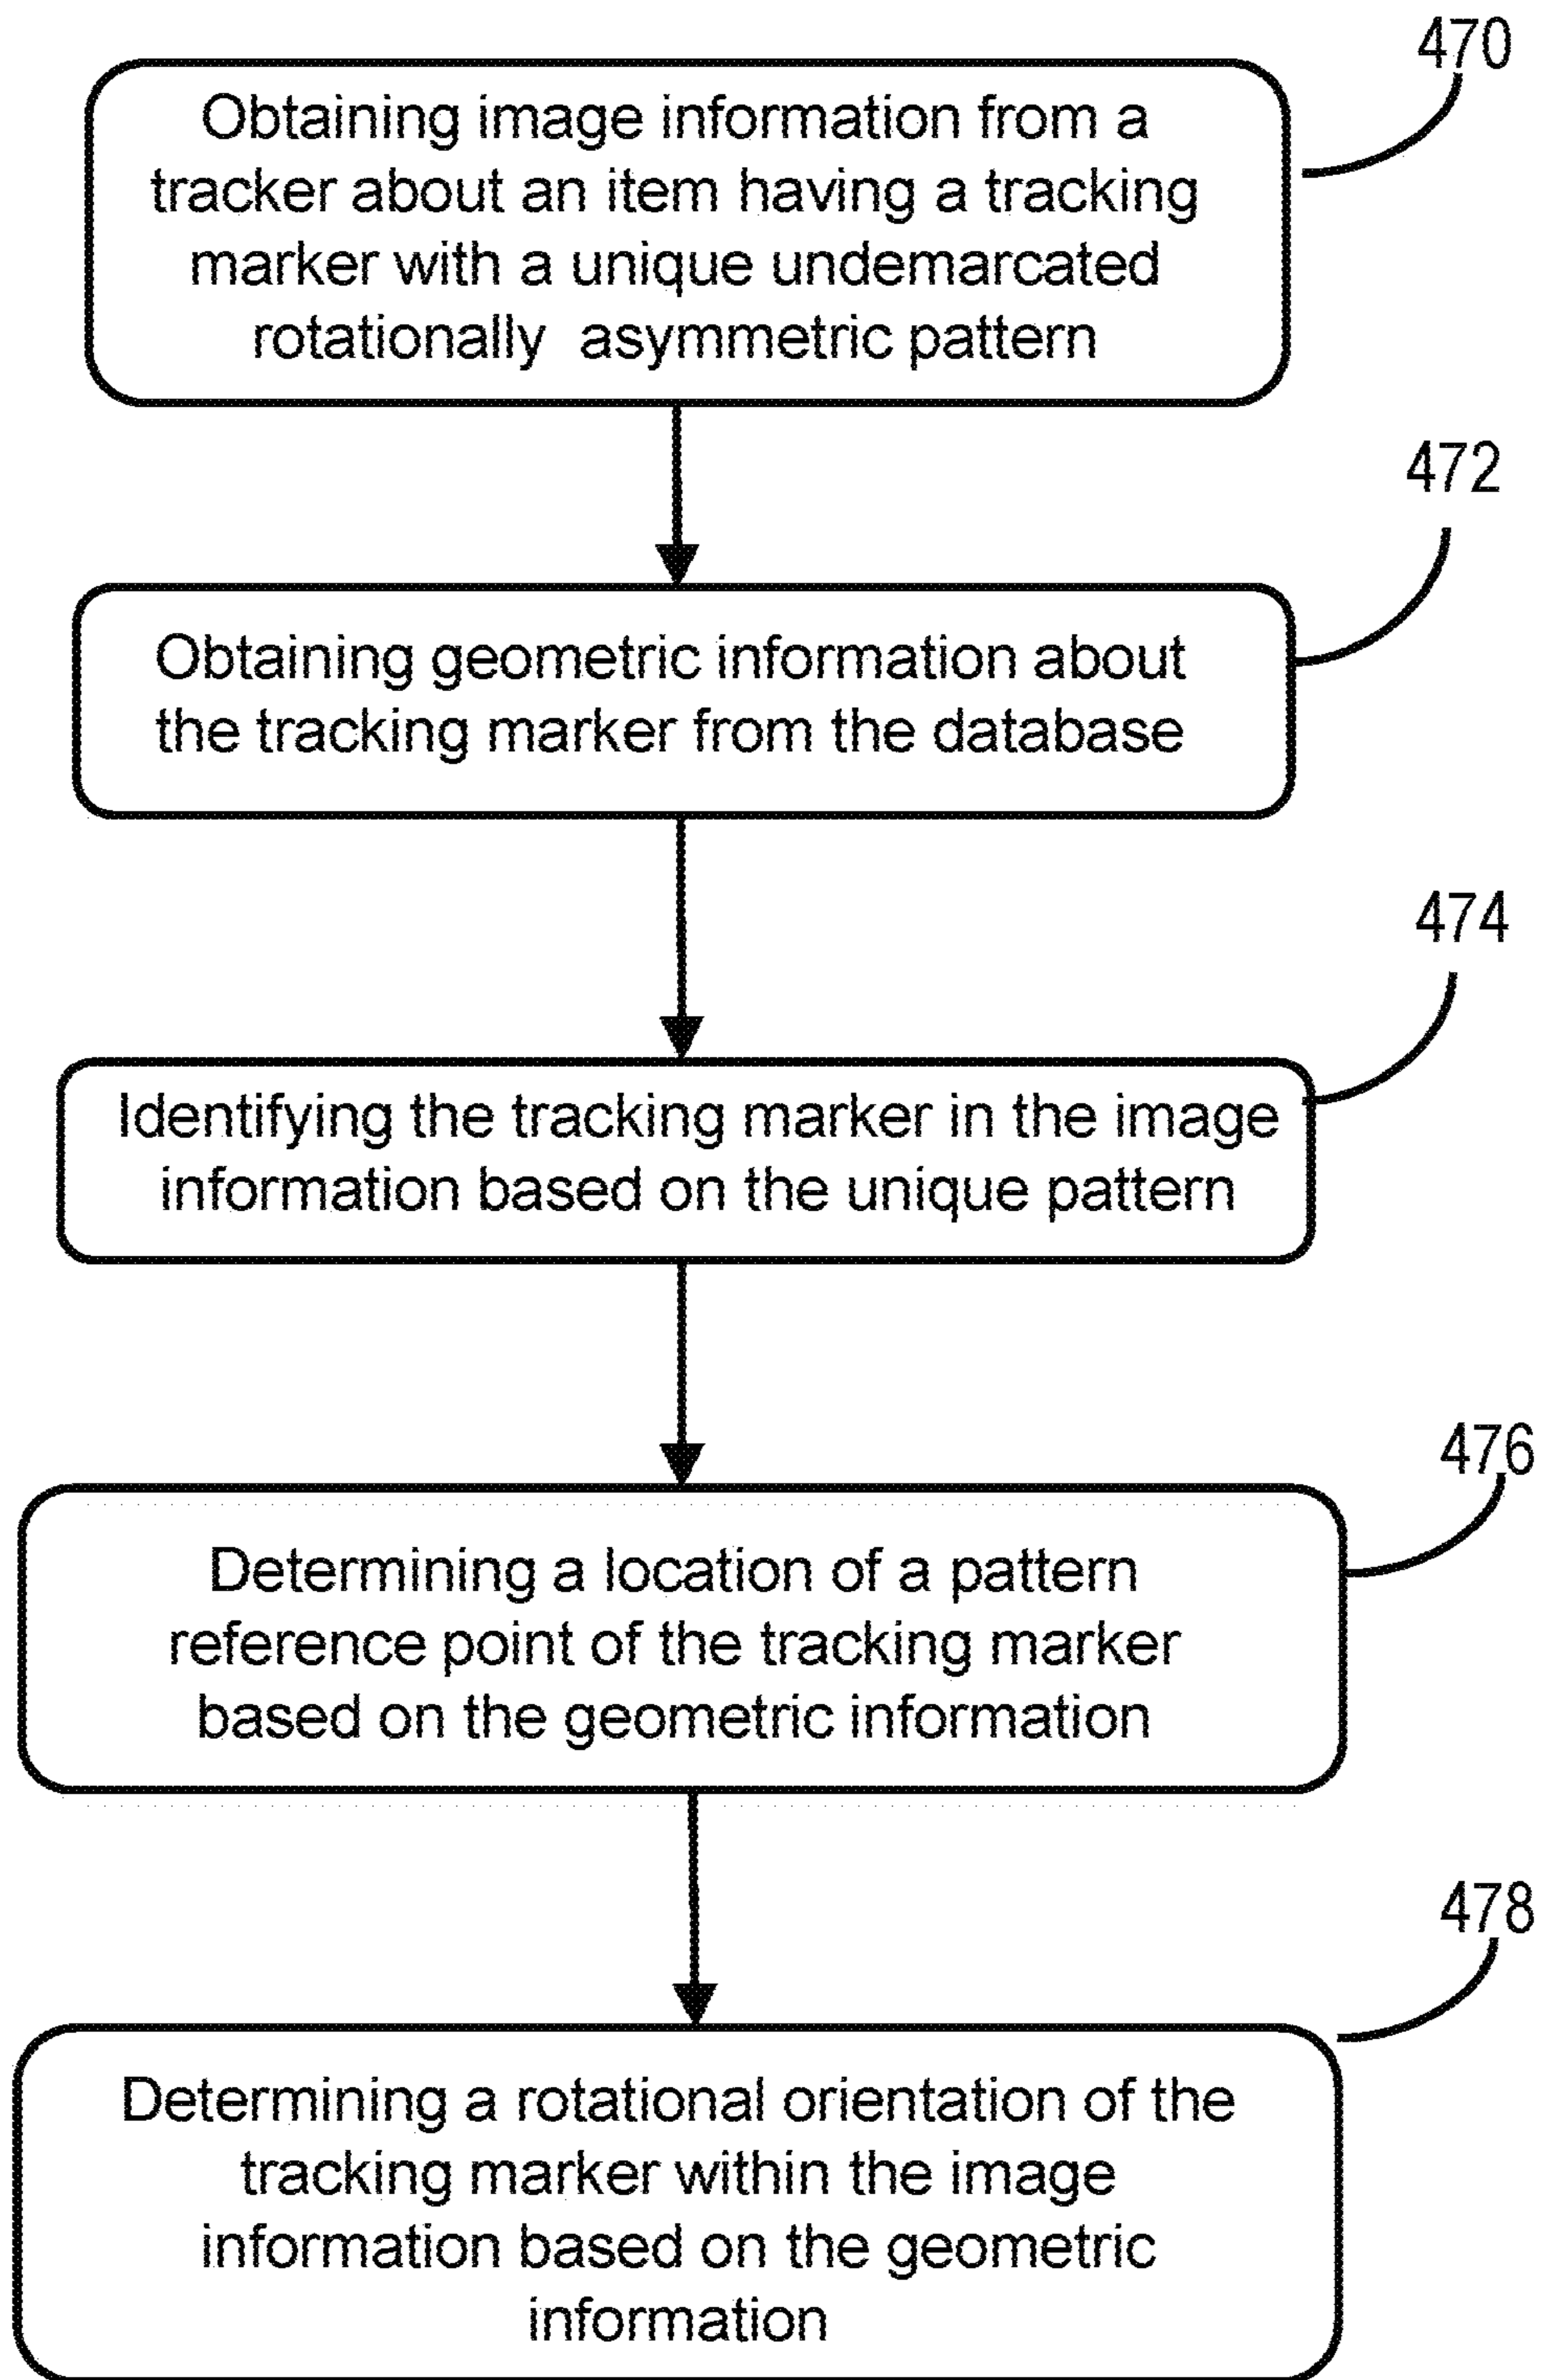 470
Obtaining image information from a
tracker about an item having a tracking
marker with a unique undemarcated
rotationally asymmetric pattern
472
Obtaining geometric information about
the tracking marker from the database
474
Identifying the tracking marker in the image
information based on the unique pattern
476
Determining a location of a pattern
reference point of the tracking marker
based on the geometric information
478
Determining a rotational orientation of the
tracking marker within the image
information based on the geometric
information